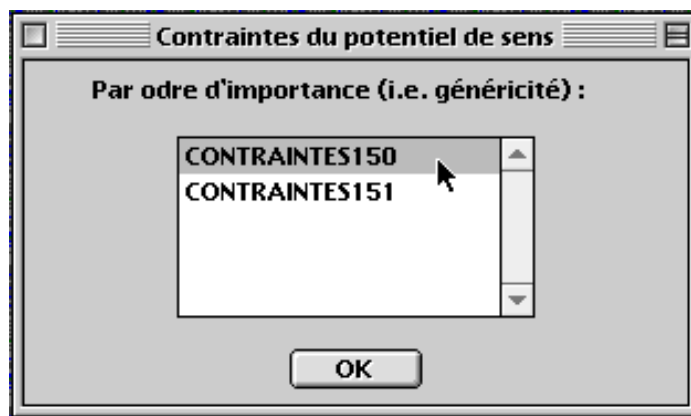 Contraintes du potentiel de sens
Par odre d'importance (i.e. généricité) :
CONTRAINTES150
CONTRAINTES151
OK